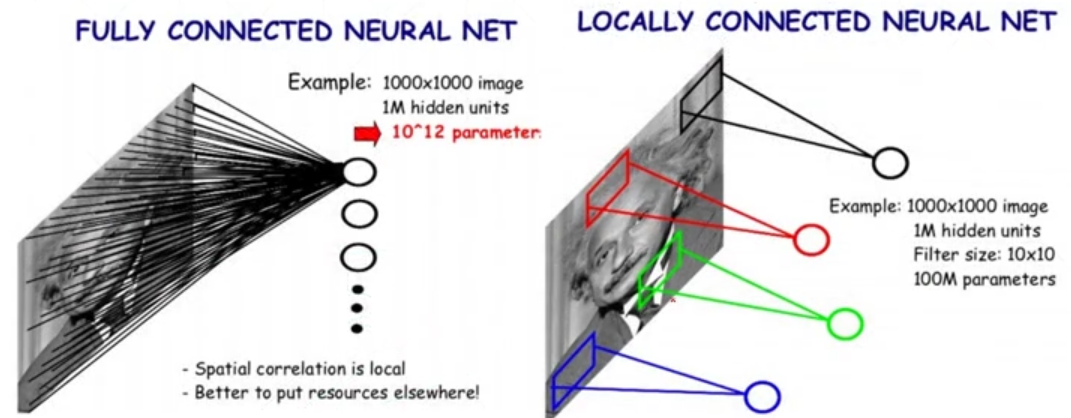 FULLY CONNECTED NEURAL NET
Example: 1000x1000 image
1M hidden units
10^12 parameter
- Spatial correlation is local
- Better to put resources elsewhere!
LOCALLY CONNECTED NEURAL NET
Example: 1000x1000 image
1M hidden units
Filter size: 10x10
100M parameters